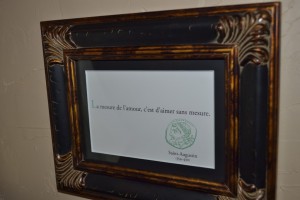 La mesure de l'amour, c'est d'aimer sans mesure.
Saint-Augustin